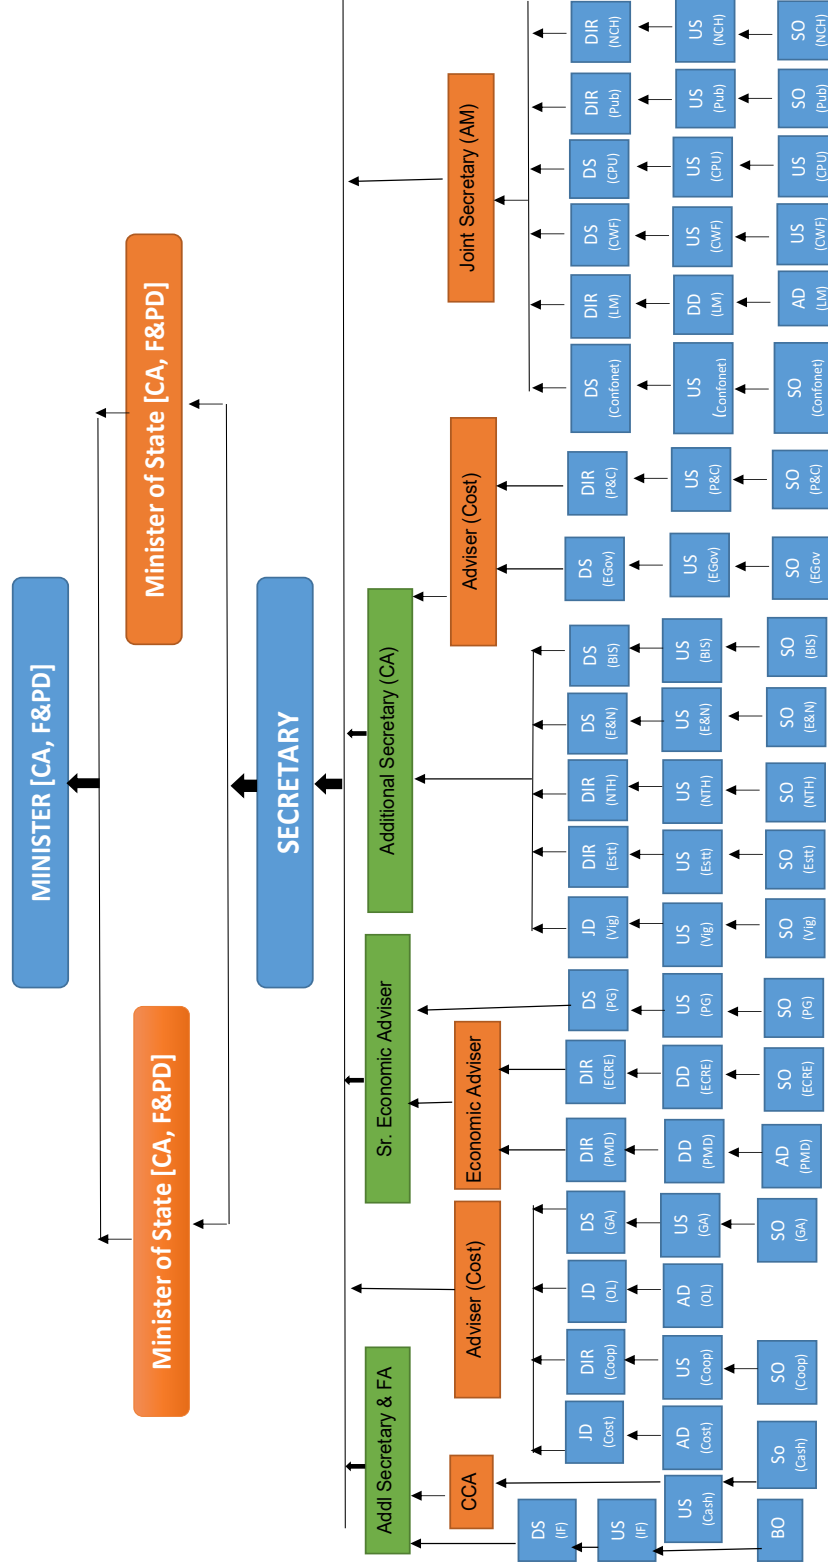 MINISTER [CA, F&PD]
Minister of State [CA, F&PD]
Minister of State [CA, F&PD]
SECRETARY
Addl Secretary & FA
Sr. Economic Adviser
Additional Secretary (CA)
CCA
Adviser (Cost)
Economic Adviser
Adviser (Cost)
Joint Secretary (AM)
DS
(IF)
JD
(Cost)
DIR
(Coop)
JD
(OL)
DS
(GA)
DIR
(PMD)
DIR
(ECRE)
DS
(PG)
JD
(Vig)
DIR
(Estt)
DIR
(NTH)
DS
(E&N)
DS
(BIS)
DS
(EGov)
DIR
(P&C)
DS
(Confonet)
DIR
(LM)
DS
(CWF)
DS
(CPU)
DIR
(Pub)
DIR
(NCH)
US
(IF)
US
(Cash)
AD
(Cost)
US
(Coop)
AD
(OL)
US
(GA)
DD
(PMD)
DD
(ECRE)
US
(PG)
US
(Vig)
US
(Estt)
US
(NTH)
US
(E&N)
US
(BIS)
US
(EGov)
US
(P&C)
US
(Confonet)
DD
(LM)
US
(CWF)
US
(CPU)
US
(Pub)
US
(NCH)
BO
So
(Cash)
SO
(Coop)
SO
(GA)
AD
(PMD)
SO
(ECRE)
SO
(PG)
SO
(Vig)
SO
(Estt)
SO
(NTH)
SO
(E&N)
SO
(BIS)
SO
(EGov
SO
(P&C)
SO
(Confonet)
AD
(LM)
US
(CWF)
US
(CPU)
SO
(Pub)
SO
(NCH)